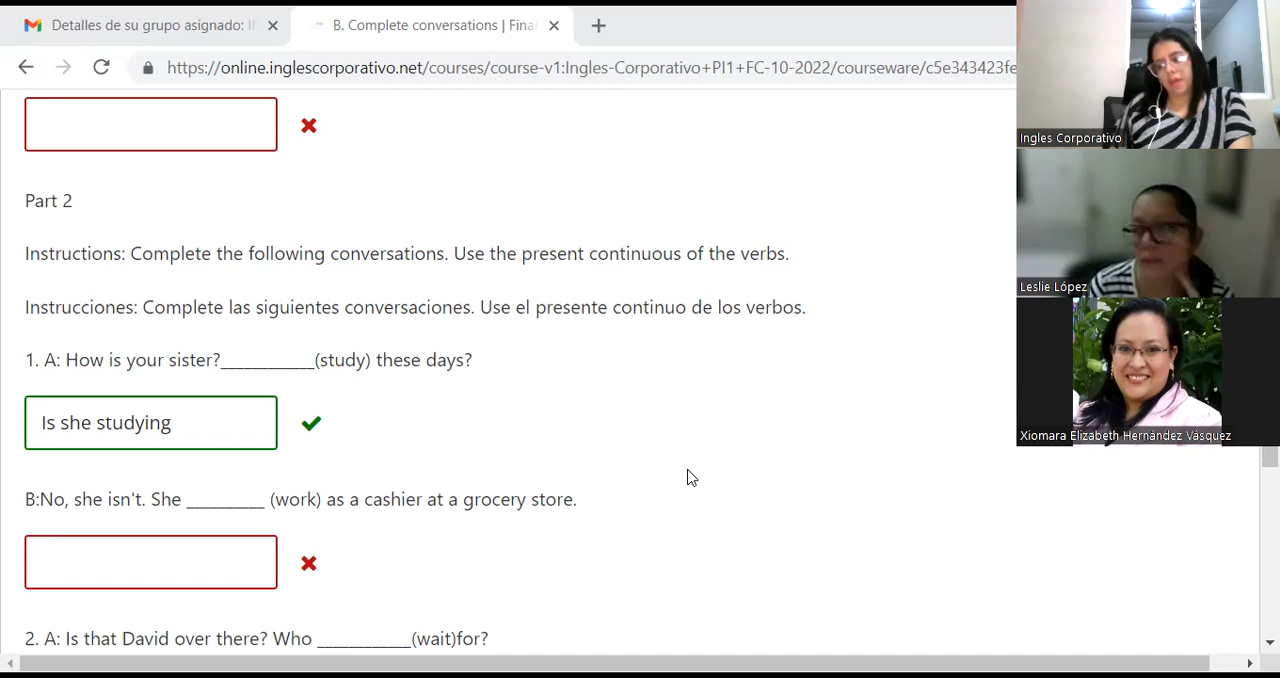 Detalles de su grupo asignado: I
B. Complete conversations | Fina
https://online.inglescorporativo.net/courses/course-v1:Ingles-Corporativo+PI1+FC-10-2022/courseware/c5e343423fe
Ingles Corporativo
Part 2
Leslie López
Instructions: Complete the following conversations. Use the present continuous of the verbs.
Instrucciones: Complete las siguientes conversaciones. Use el presente continuo de los verbos.
1. A: How is your sister?____________(study) these days?
Is she studying
Xiomara Elizabeth Hernández Vásquez
B:No, she isn't. She __________ (work) as a cashier at a grocery store.
2. A: Is that David over there? Who ____________(wait)for?